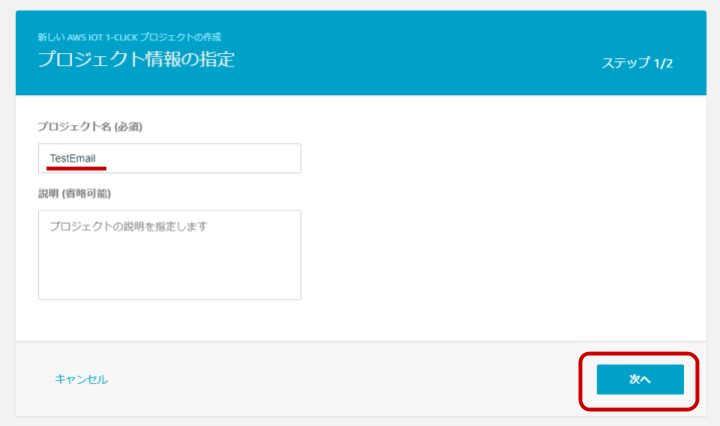 新しい AWS IOT 1-CLICK プロジェクトの作成
プロジェクト情報の指定
ステップ 1/2
プロジェクト名 (必須)
TestEmail
説明 (省略可能)
プロジェクトの説明を指定します
キャンセル
次へ